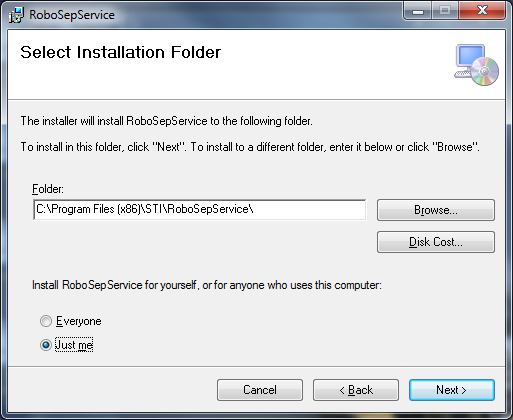 RoboSepService
Select Installation Folder
The installer will install RoboSepService to the following folder.
To install in this folder, click "Next". To install to a different folder, enter it below or click "Browse".
Folder:
C:\Program Files (x86)\STI\RoboSepService\
Browse...
Disk Cost...
Install RoboSepService for yourself, or for anyone who uses this computer:
Everyone
Just me
Cancel
< Back
Next >